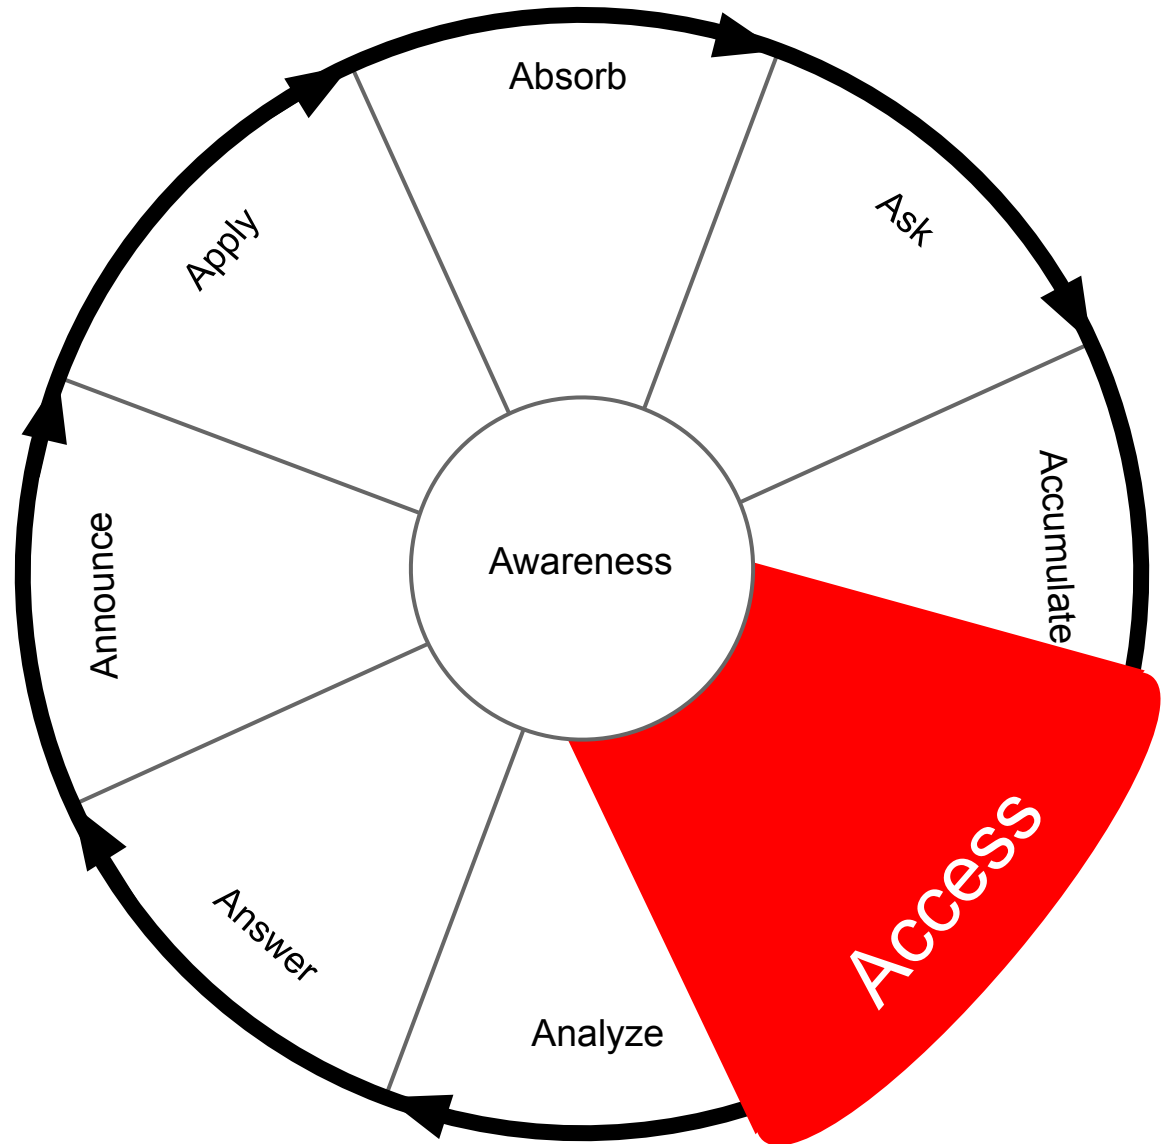 Absorb
Ask
Accumulate
Access
Analyze
Answer
Announce
Apply
Awareness